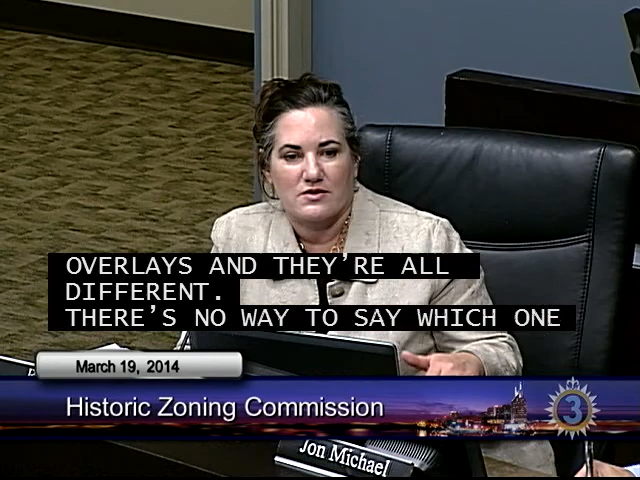 OVERLAYS AND THEY'RE ALL
DIFFERENT.
THERE'S NO WAY TO SAY WHICH ONE
March 19, 2014
Historic Zoning Commission
3
Jon Michael